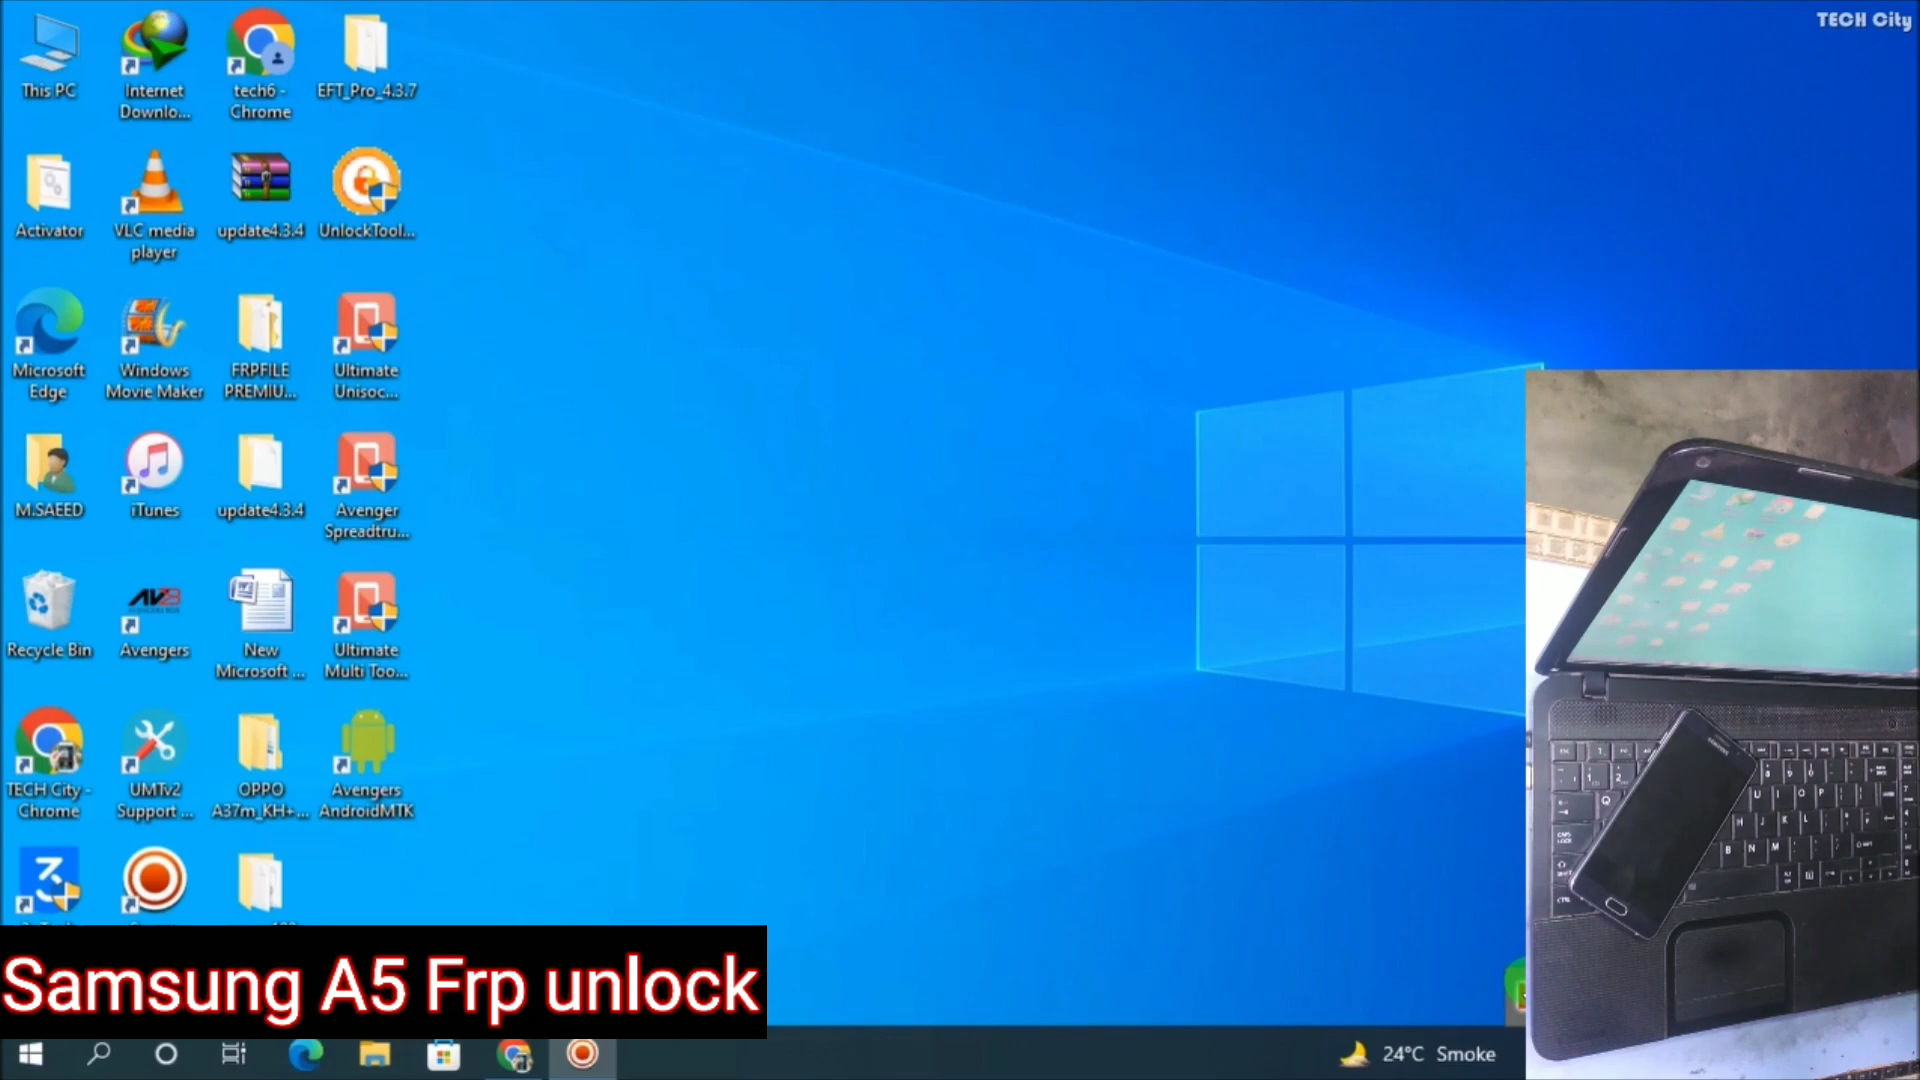 TECH City
This PC
Internet
Downlo...
tech6 -
Chrome
EFT_Pro_4.3.7
Activator
VLC media
player
update4.3.4
UnlockTool...
Microsoft
Edge
Windows
Movie Maker
FRPFILE
PREMIU...
Ultimate
Unisoc...
M.SAEED
iTunes
update4.3.4
Avenger
Spreadtru...
Recycle Bin
Avengers
New
Microsoft ...
Ultimate
Multi Too...
TECH City -
Chrome
UMTv2
Support ...
OPPO
A37m_KH+...
Avengers
AndroidMTK
Samsung A5 Frp unlock
24°C Smoke